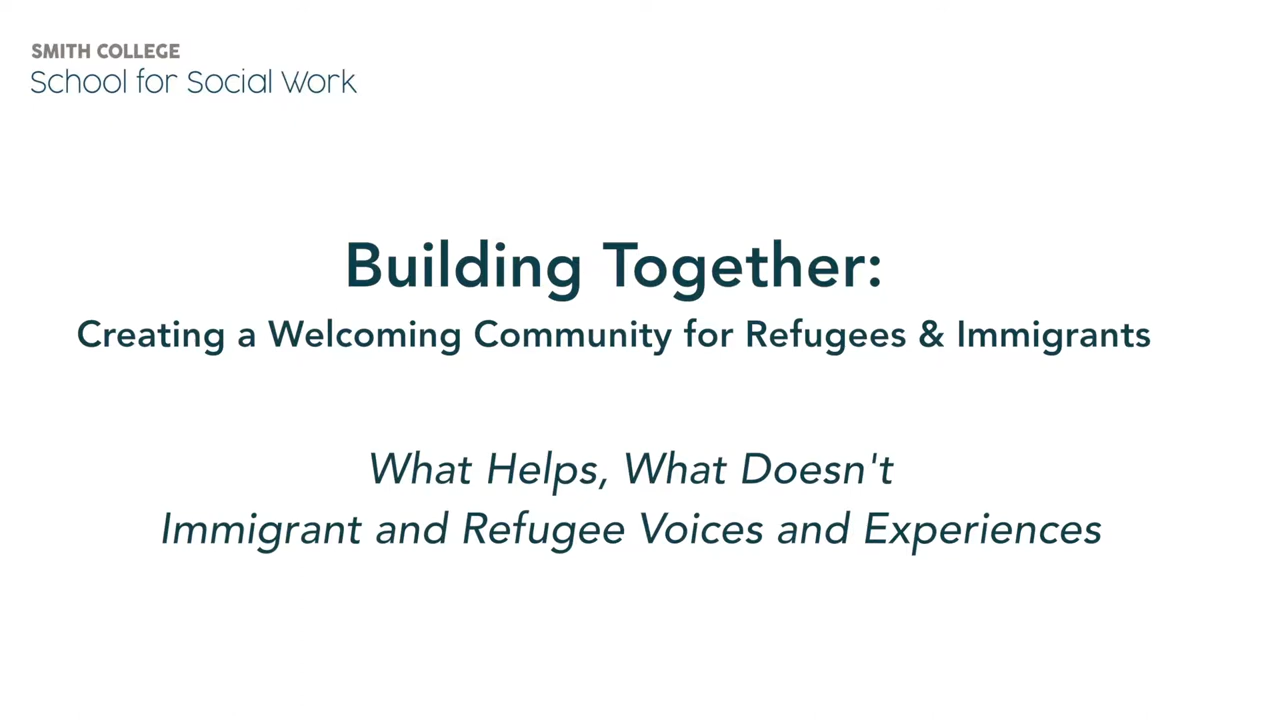 SMITH COLLEGE
School for Social Work
Building Together:
Creating a Welcoming Community for Refugees & Immigrants
What Helps, What Doesn't
Immigrant and Refugee Voices and Experiences